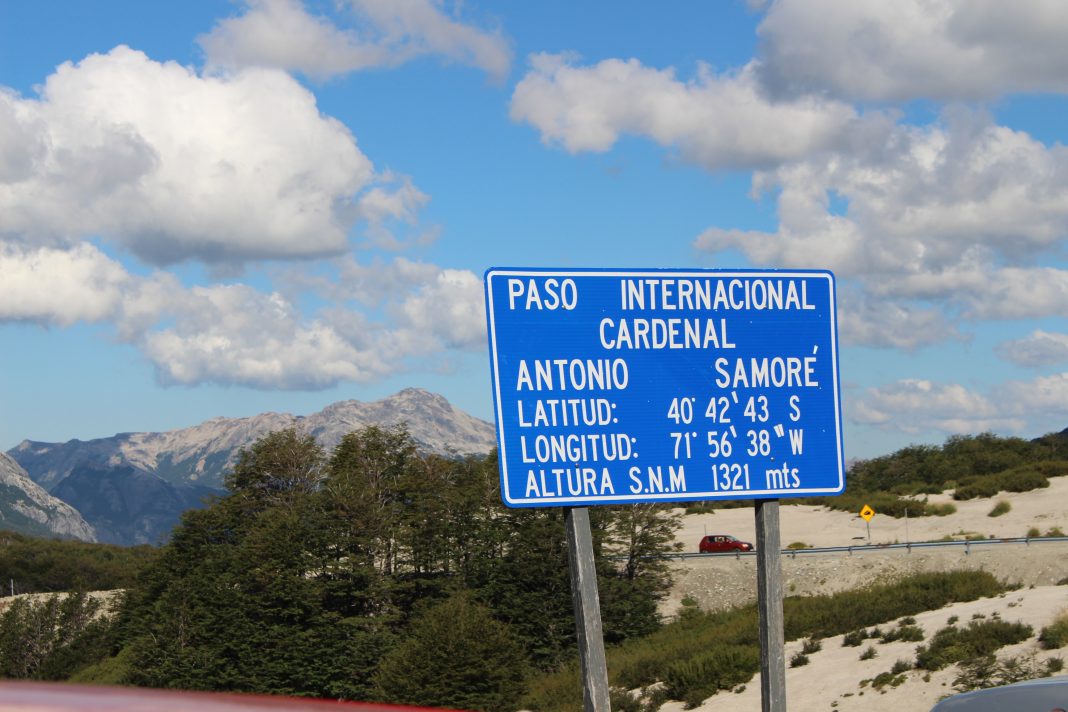 PASO INTERNACIONAL
CARDENAL
ANTONIO SAMORÉ
LATITUD: 40° 42' 43 S
LONGITUD: 71° 56' 38" W
ALTURA S.N.M 1321 mts